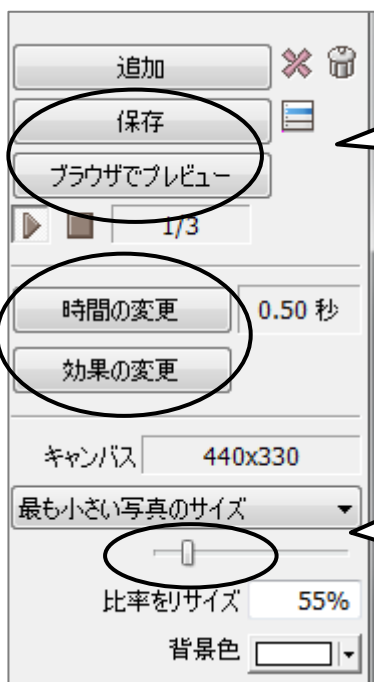 追加
保存
ブラウザでプレビュー
1/3
時間の変更 0.50 秒
効果の変更
キャンバス 440x330
最も小さい写真のサイズ
比率をリサイズ 55%
背景色